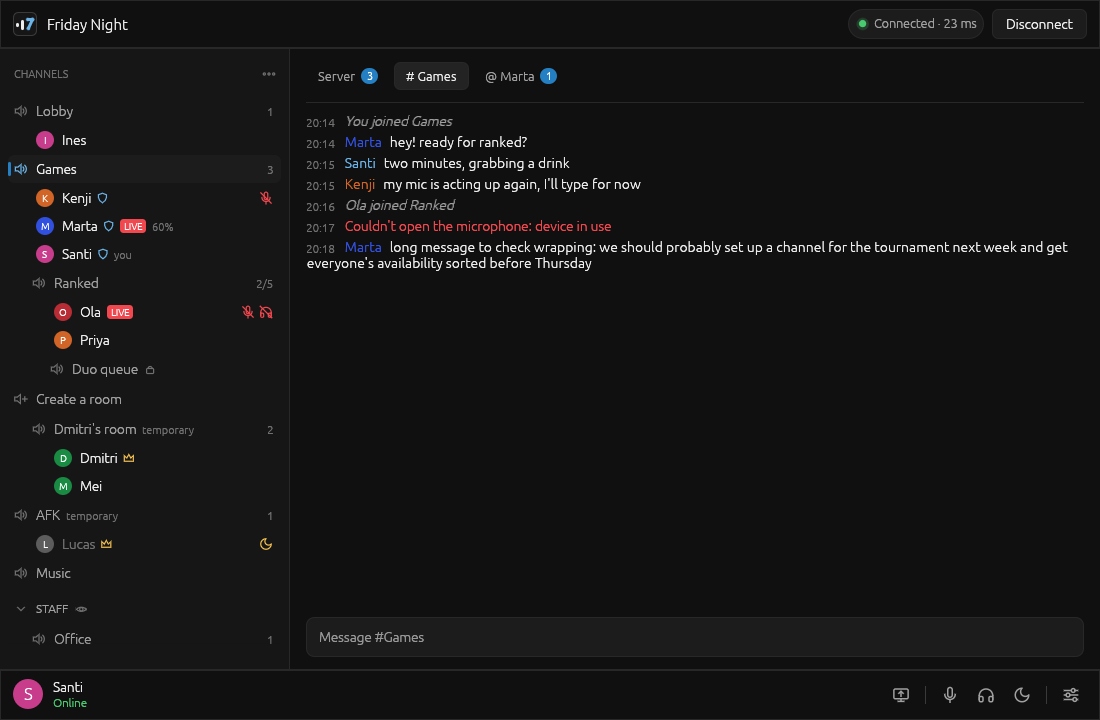 Friday Night
Connected · 23 ms
Disconnect
CHANNELS
Lobby 1
I Ines
Games 3
K Kenji
M Marta LIVE 60%
S Santi you
Ranked 2/5
O Ola LIVE
P Priya
Duo queue
Create a room
Dmitri's room temporary 2
D Dmitri
M Mei
AFK temporary 1
L Lucas
Music
STAFF
Office 1
Server 3 # Games @ Marta 1
20:14 You joined Games
20:14 Marta hey! ready for ranked?
20:15 Santi two minutes, grabbing a drink
20:15 Kenji my mic is acting up again, I'll type for now
20:16 Ola joined Ranked
20:17 Couldn't open the microphone: device in use
20:18 Marta long message to check wrapping: we should probably set up a channel for the tournament next week and get
everyone's availability sorted before Thursday
Message #Games
S Santi
Online